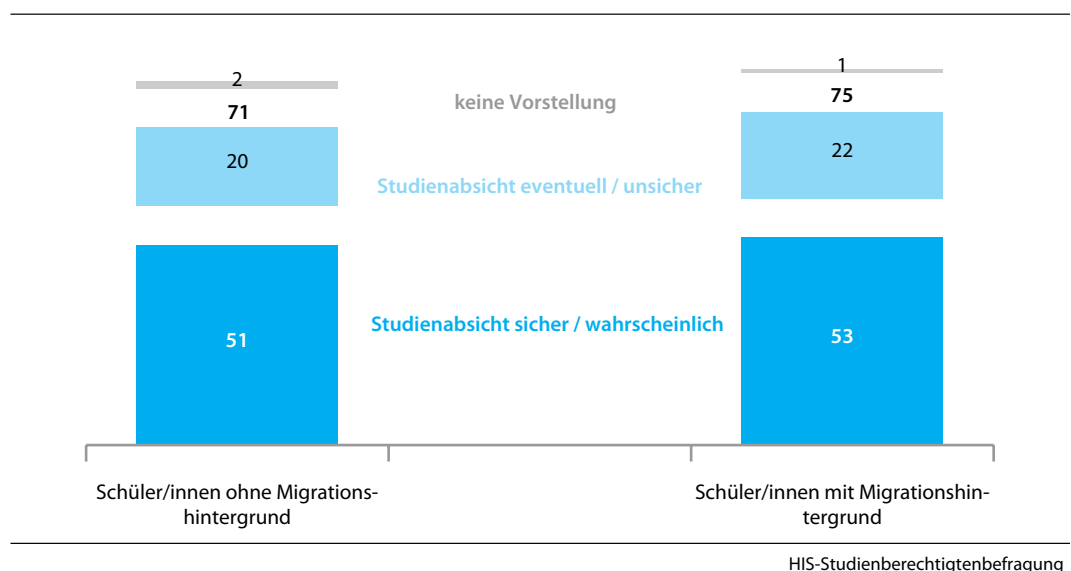 2
1
keine Vorstellung
71
75
20
22
Studienabsicht eventuell / unsicher
Studienabsicht sicher / wahrscheinlich
51
53
Schüler/innen ohne Migrations-
hintergrund
Schüler/innen mit Migrationshin-
tergrund
HIS-Studienberechtigtenbefragung